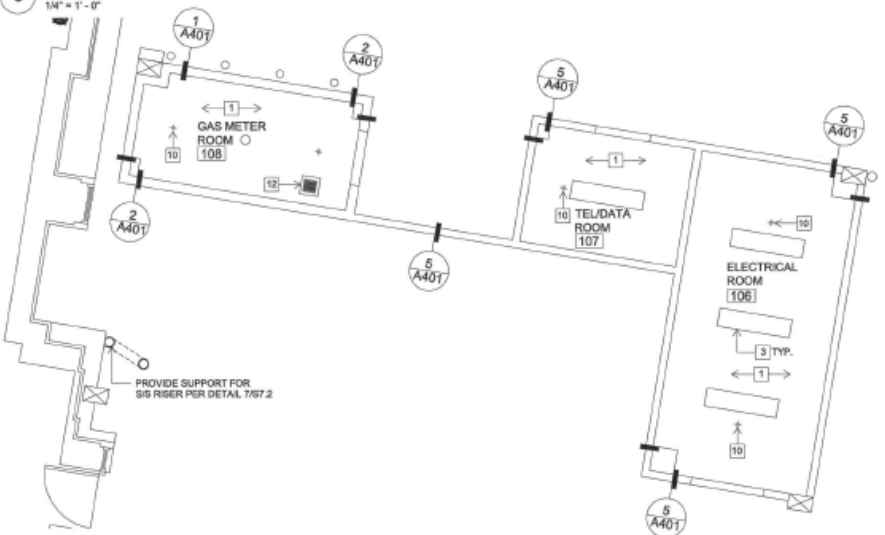 1/4" = 1' - 0"
1
A401
2
A401
5
A401
5
A401
1
GAS METER
ROOM
108
10
12
1
10
TEL/DATA
ROOM
107
10
ELECTRICAL
ROOM
106
3 TYP.
1
10
2
A401
5
A401
5
A401
PROVIDE SUPPORT FOR
S/S RISER PER DETAIL 7/S7.2